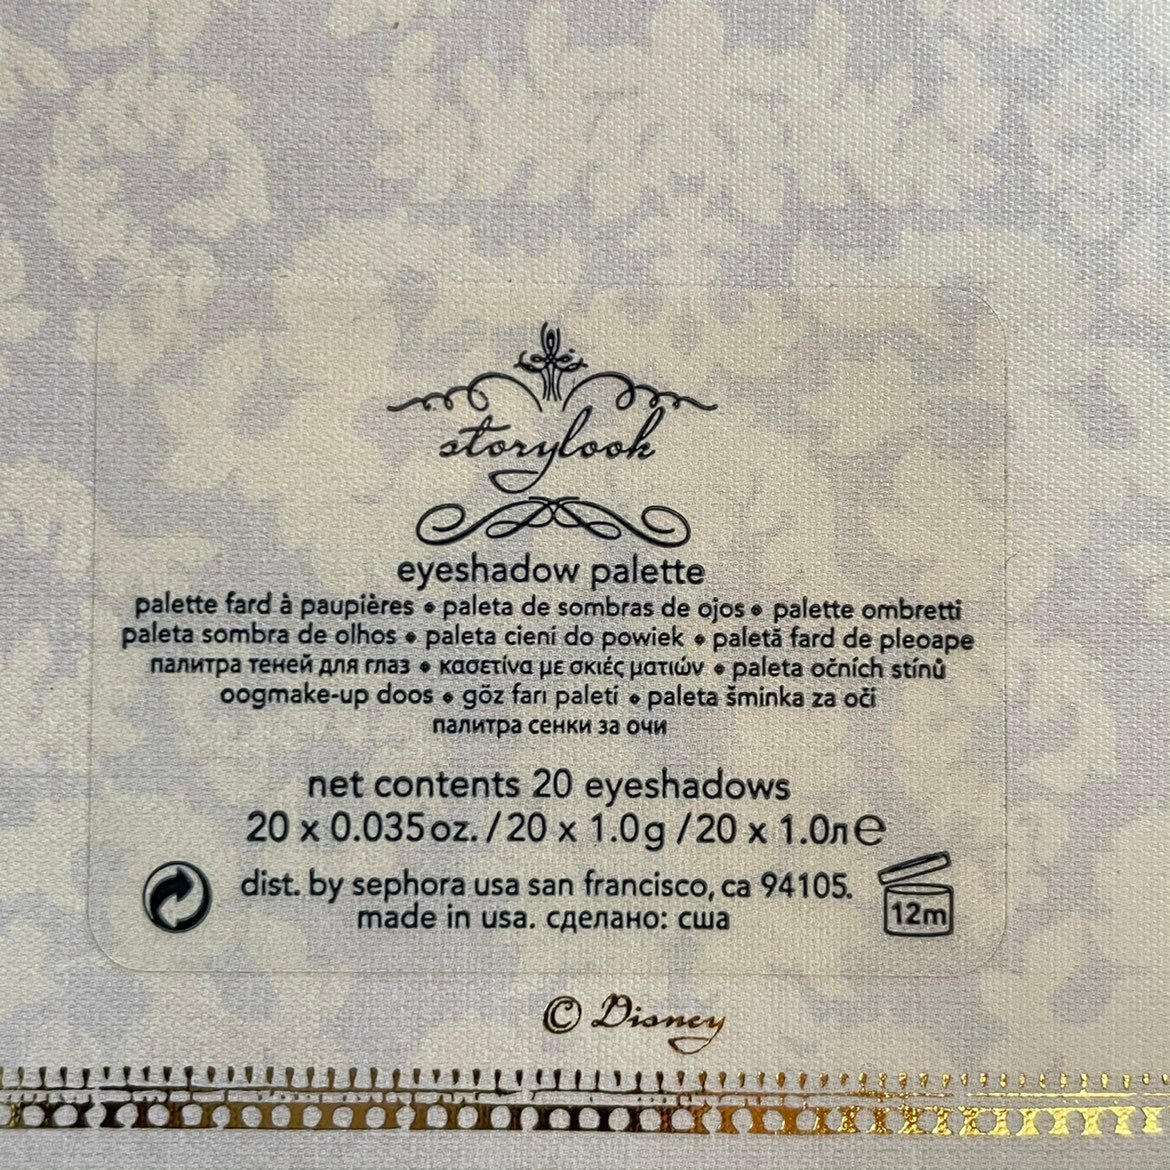 storylook
eyeshadow palette
palette fard à paupières • paleta de sombras de ojos • palette ombretti
paleta sombra de olhos • paleta cieni do powiek • paletă fard de pleoape
палитра теней для глаз • κασετίνα με σκιές ματιών • paleta očních stínů
oogmake-up doos • göz farı paleti • paleta šminka za oči
палитра сенки за очи
net contents 20 eyeshadows
20 x 0.035oz. / 20 x 1.0g / 20 x 1.0л℮
dist. by sephora usa san francisco, ca 94105.
made in usa. сделано: сша
12m
© Disney